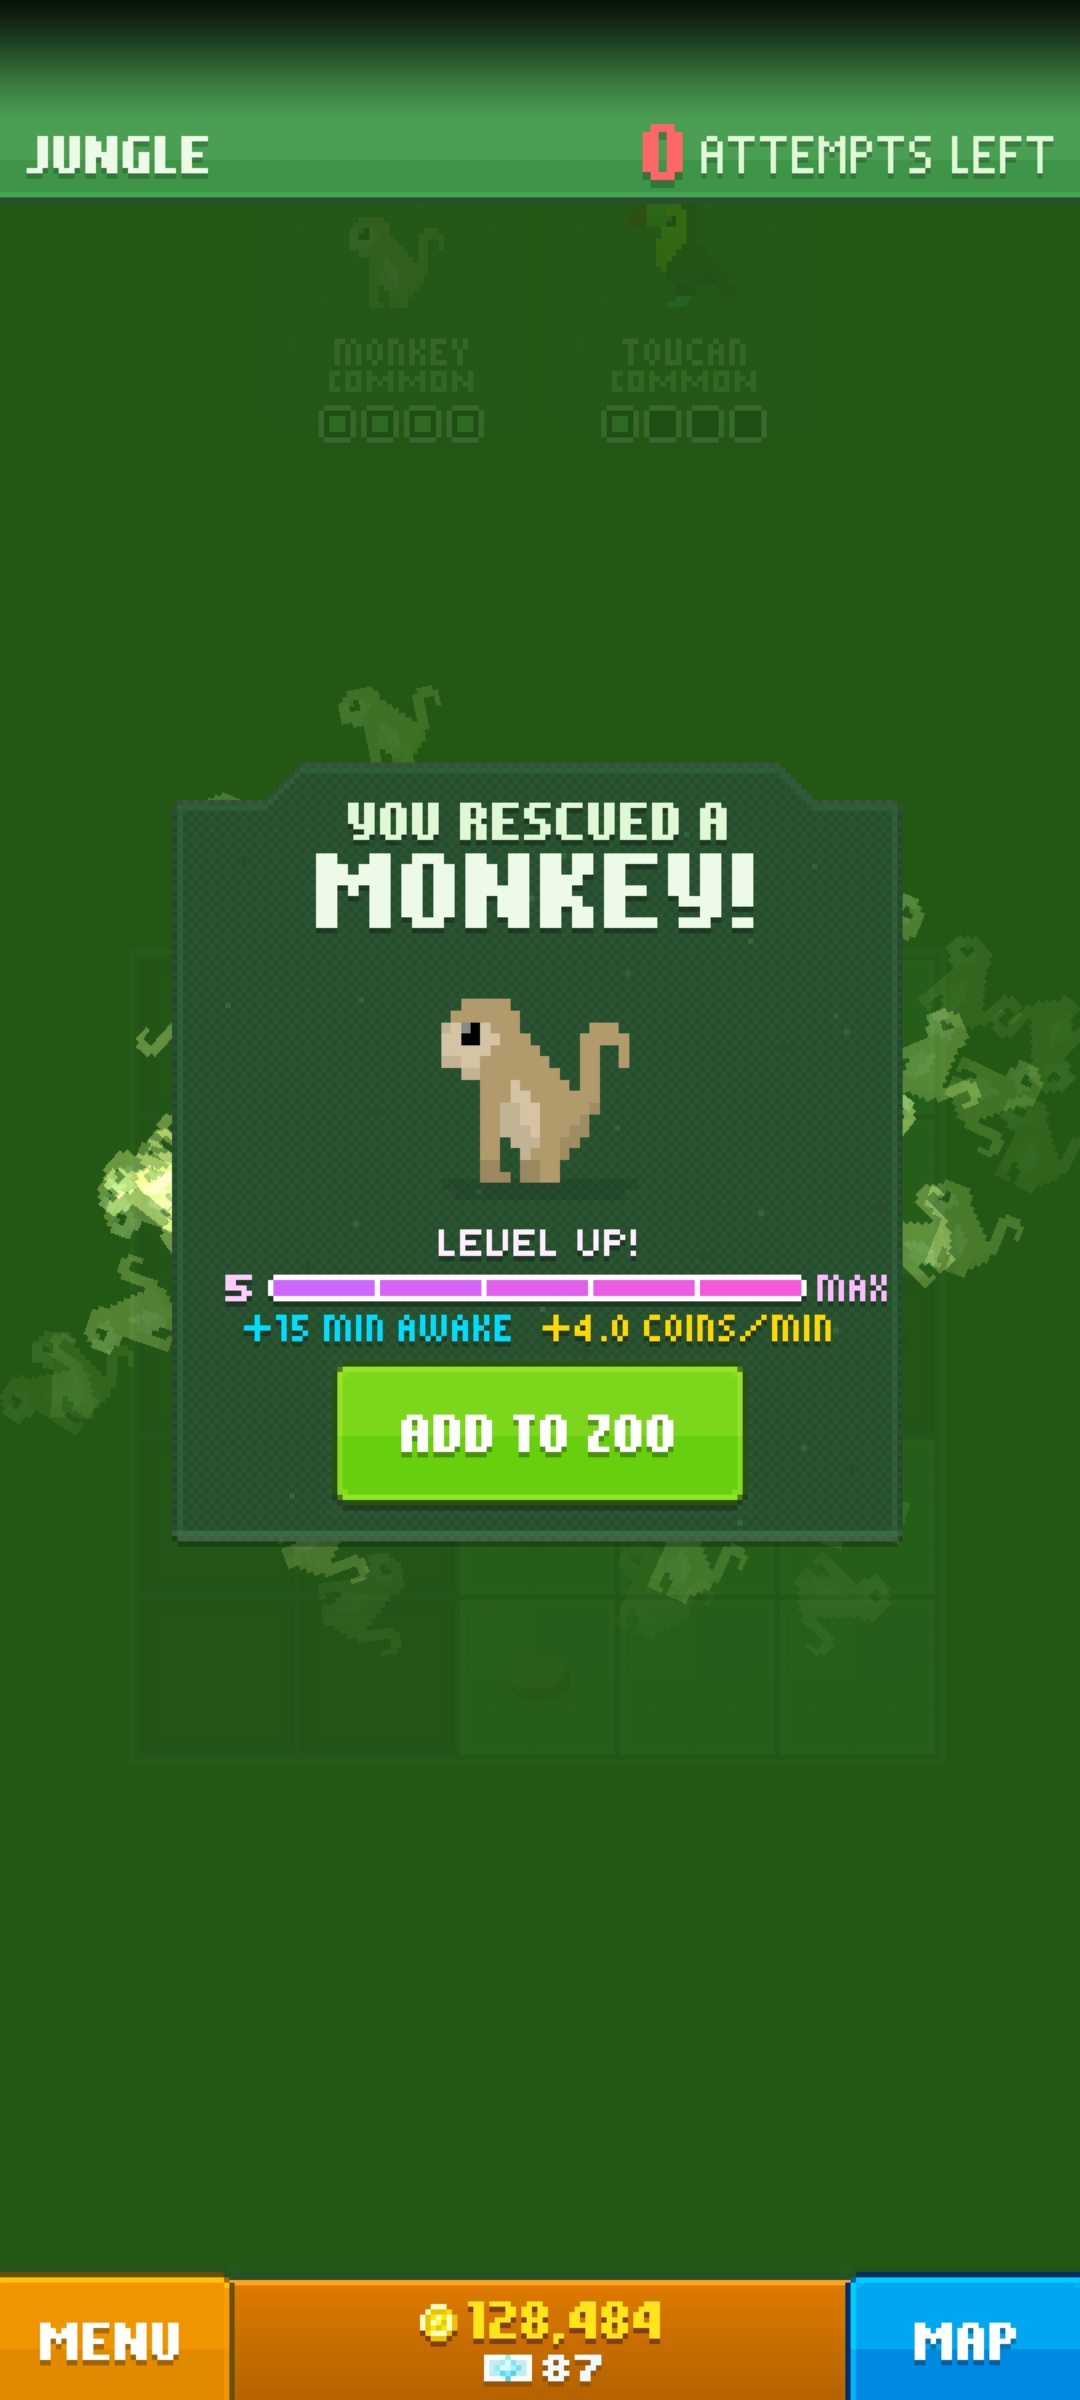 JUNGLE
0 ATTEMPTS LEFT
MONKEY
COMMON
TOUCAN
COMMON
YOU RESCUED A
MONKEY!
LEVEL UP!
5 MAX
+15 MIN AWAKE +4.0 COINS/MIN
ADD TO ZOO
MENU
128,484
87
MAP